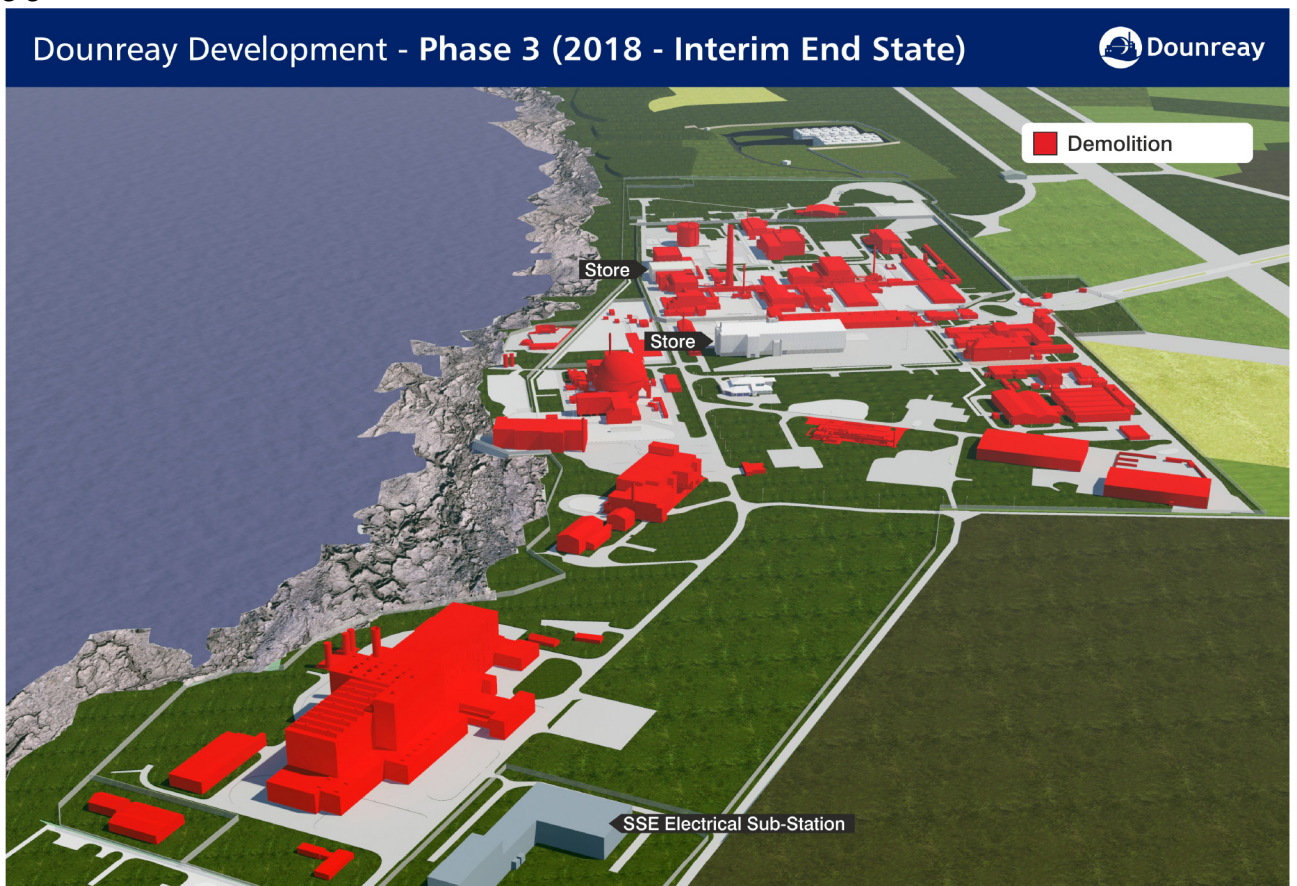 Dounreay Development - Phase 3 (2018 - Interim End State)
Dounreay
Demolition
Store
Store
SSE Electrical Sub-Station